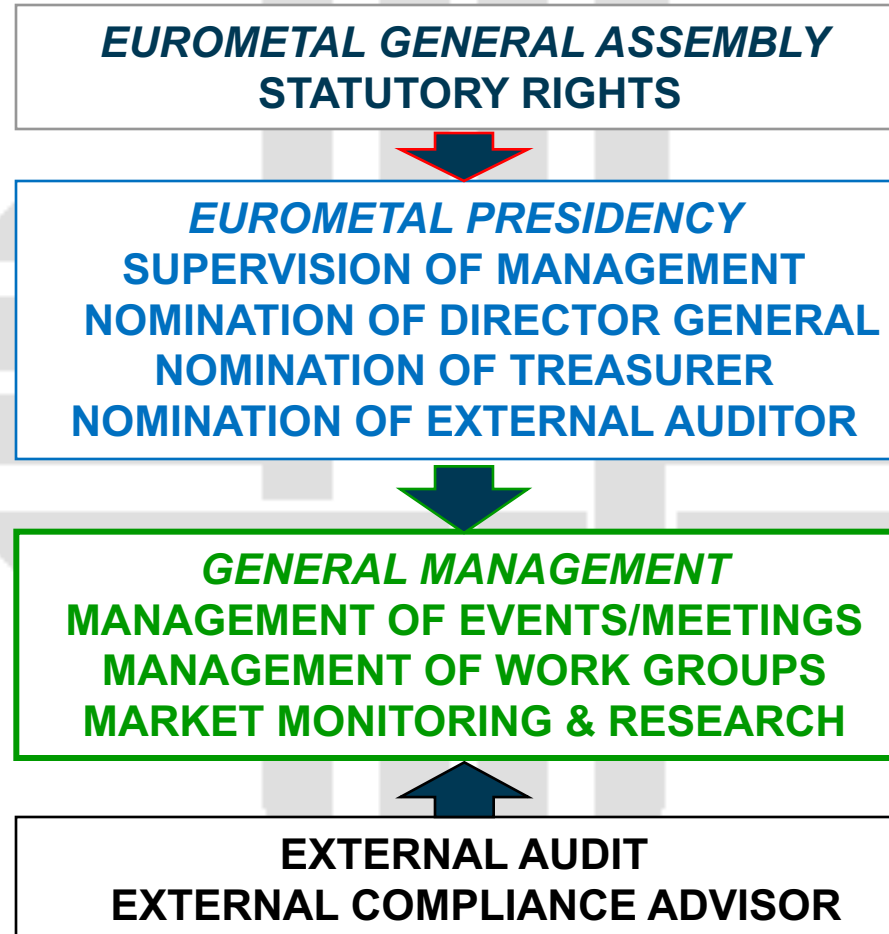 EUROMETAL GENERAL ASSEMBLY
STATUTORY RIGHTS
EUROMETAL PRESIDENCY
SUPERVISION OF MANAGEMENT
NOMINATION OF DIRECTOR GENERAL
NOMINATION OF TREASURER
NOMINATION OF EXTERNAL AUDITOR
GENERAL MANAGEMENT
MANAGEMENT OF EVENTS/MEETINGS
MANAGEMENT OF WORK GROUPS
MARKET MONITORING & RESEARCH
EXTERNAL AUDIT
EXTERNAL COMPLIANCE ADVISOR